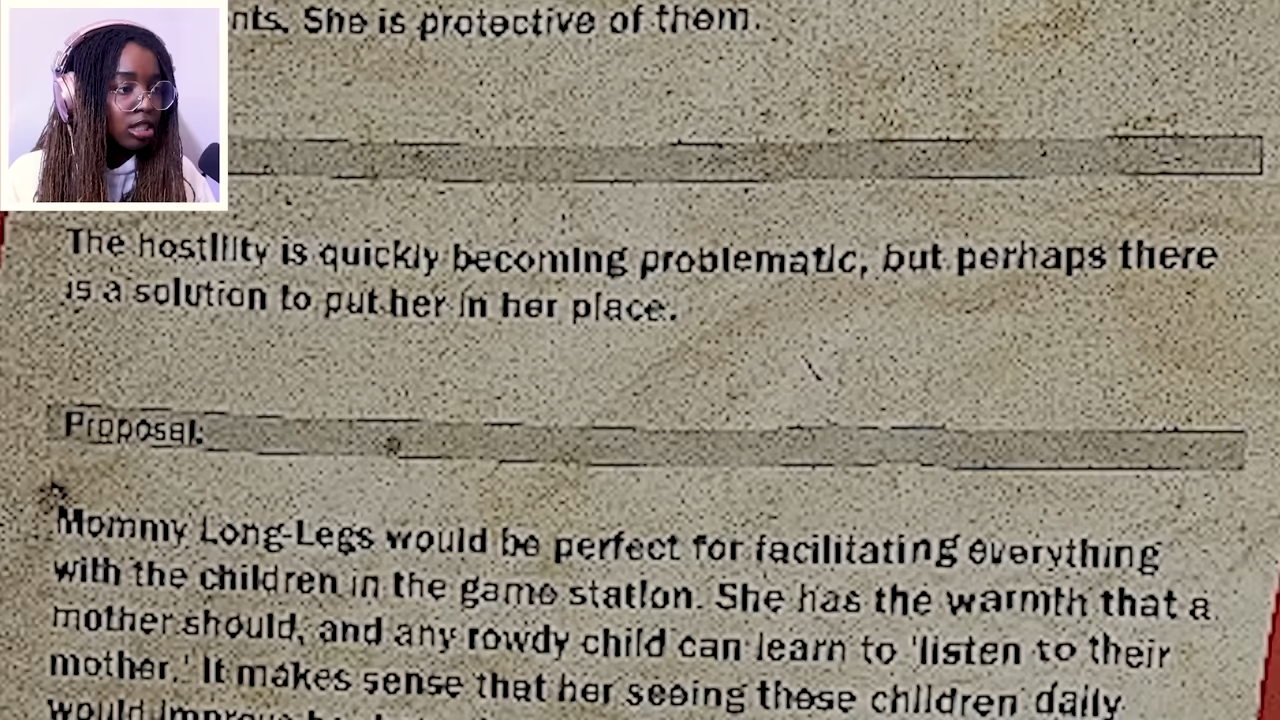 nts. She is protective of them.
The hostility is quickly becoming problematic, but perhaps there
is a solution to put her in her place.
Proposal:
Mommy Long-Legs would be perfect for facilitating everything
with the children in the game station. She has the warmth that a
mother should, and any rowdy child can learn to 'listen to their
mother.' It makes sense that her seeing these children daily
would improve